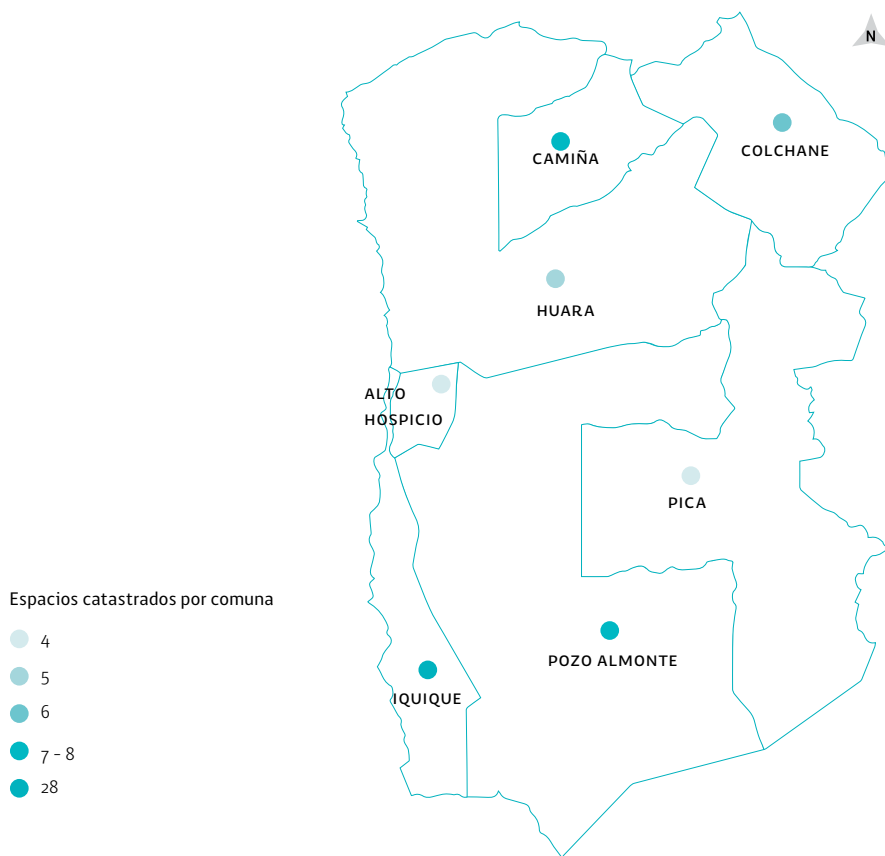 N
CAMIÑA
COLCHANE
HUARA
ALTO
HOSPICIO
PICA
POZO ALMONTE
IQUIQUE
Espacios catastrados por comuna
4
5
6
7 - 8
28